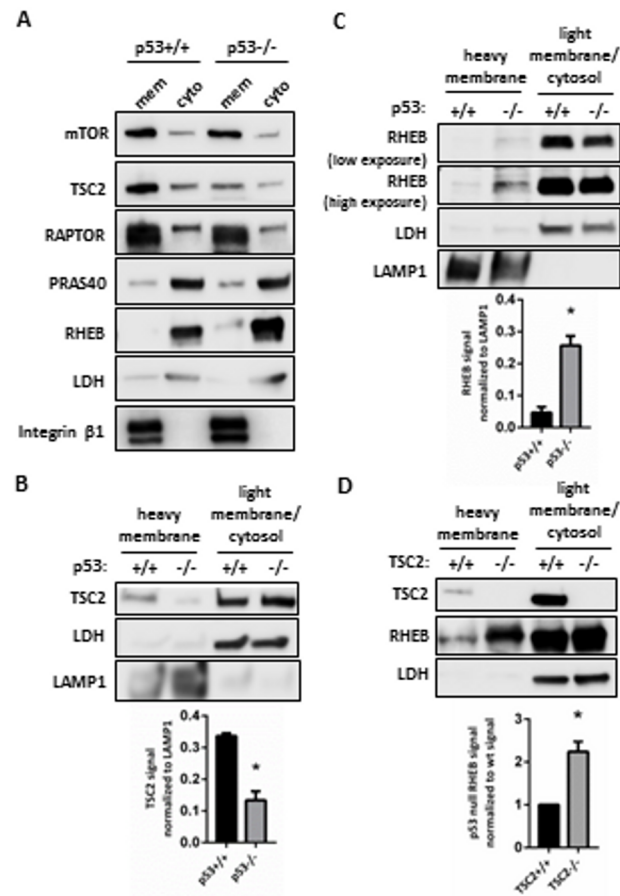 A
p53+/+ p53-/-
mem cyto mem cyto
mTOR
TSC2
RAPTOR
PRAS40
RHEB
LDH
Integrin β1
B
heavy
membrane
light
membrane/
cytosol
p53: +/+ -/- +/+ -/-
TSC2
LDH
LAMP1
TSC2 signal
normalized to LAMP1
0.4
0.3
0.2
0.1
0.0
*
p53+/+ p53-/-
C
heavy
membrane
light
membrane/
cytosol
p53: +/+ -/- +/+ -/-
RHEB
(low exposure)
RHEB
(high exposure)
LDH
LAMP1
RHEB signal
normalized to LAMP1
0.4
0.3
0.2
0.1
0.0
*
p53+/+ p53-/-
D
heavy
membrane
light
membrane/
cytosol
TSC2: +/+ -/- +/+ -/-
TSC2
RHEB
LDH
p53 null RHEB signal
normalized to wt signal
3
2
1
0
*
TSC2+/+ TSC2-/-